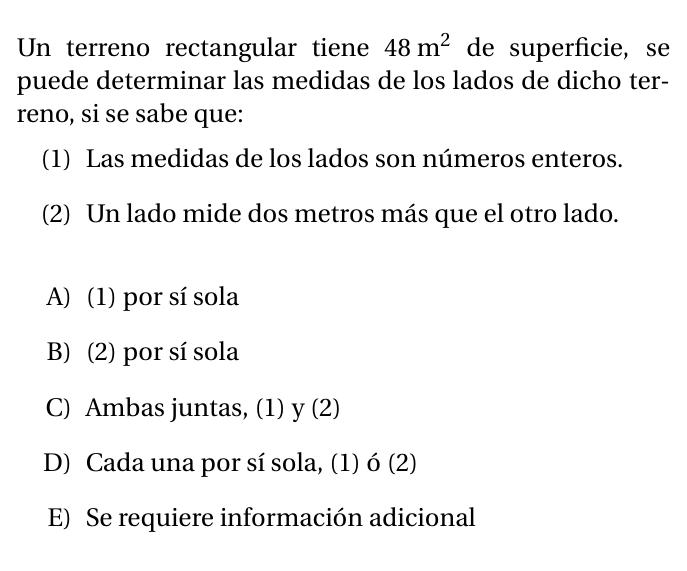 Un terreno rectangular tiene 48 m² de superficie, se
puede determinar las medidas de los lados de dicho ter-
reno, si se sabe que:
(1) Las medidas de los lados son números enteros.
(2) Un lado mide dos metros más que el otro lado.
A) (1) por sí sola
B) (2) por sí sola
C) Ambas juntas, (1) y (2)
D) Cada una por sí sola, (1) ó (2)
E) Se requiere información adicional